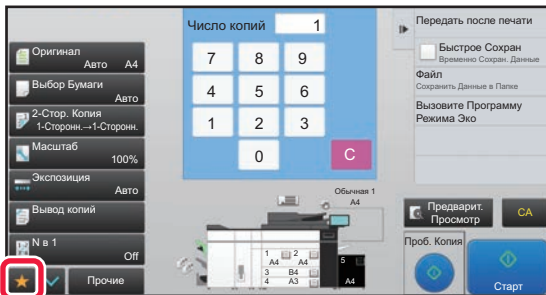 Оригинал
Авто A4
Выбор Бумаги
Авто
2-Стор. Копия
1-Сторонн.→1-Сторонн.
Масштаб
100%
Экспозиция
Авто
Вывод копий
N в 1
Off
Прочие
Число копий 1
7 8 9
4 5 6
1 2 3
0 C
Обычная 1
A4
1 2
A4 A4
3 B4
4 A3
5
A4
Передать после печати
Быстрое Сохран
Временно Сохран. Данные
Файл
Сохранить Данные в Папке
Вызовите Программу
Режима Эко
Предварит.
Просмотр
CA
Проб. Копия
Старт